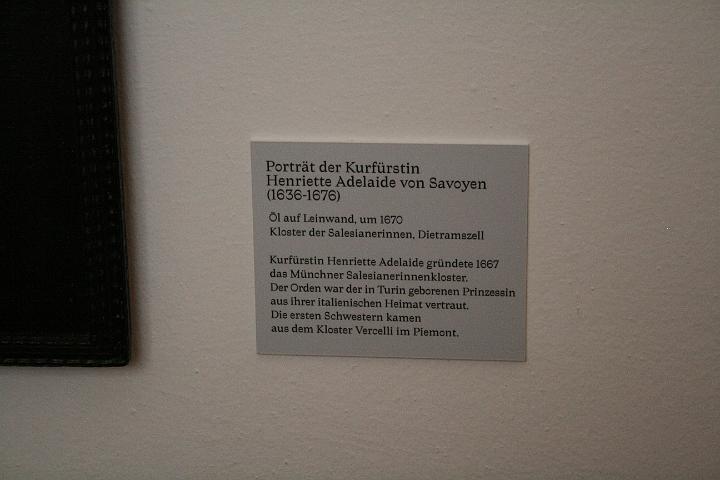 Porträt der Kurfürstin
Henriette Adelaide von Savoyen
(1636-1676)
Öl auf Leinwand, um 1670
Kloster der Salesianerinnen, Dietramszell
Kurfürstin Henriette Adelaide gründete 1667
das Münchner Salesianerinnenkloster.
Der Orden war der in Turin geborenen Prinzessin
aus ihrer italienischen Heimat vertraut.
Die ersten Schwestern kamen
aus dem Kloster Vercelli im Piemont.